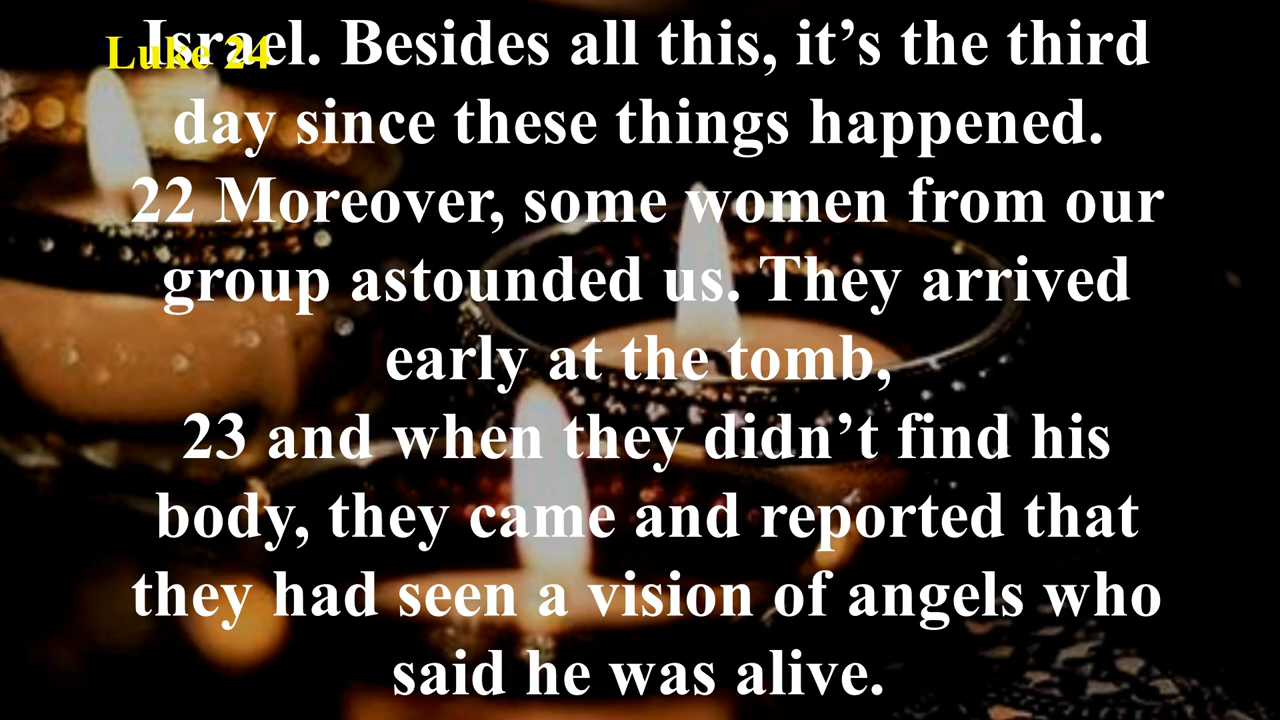 Luke 24
Israel. Besides all this, it’s the third
day since these things happened.
22 Moreover, some women from our
group astounded us. They arrived
early at the tomb,
23 and when they didn’t find his
body, they came and reported that
they had seen a vision of angels who
said he was alive.